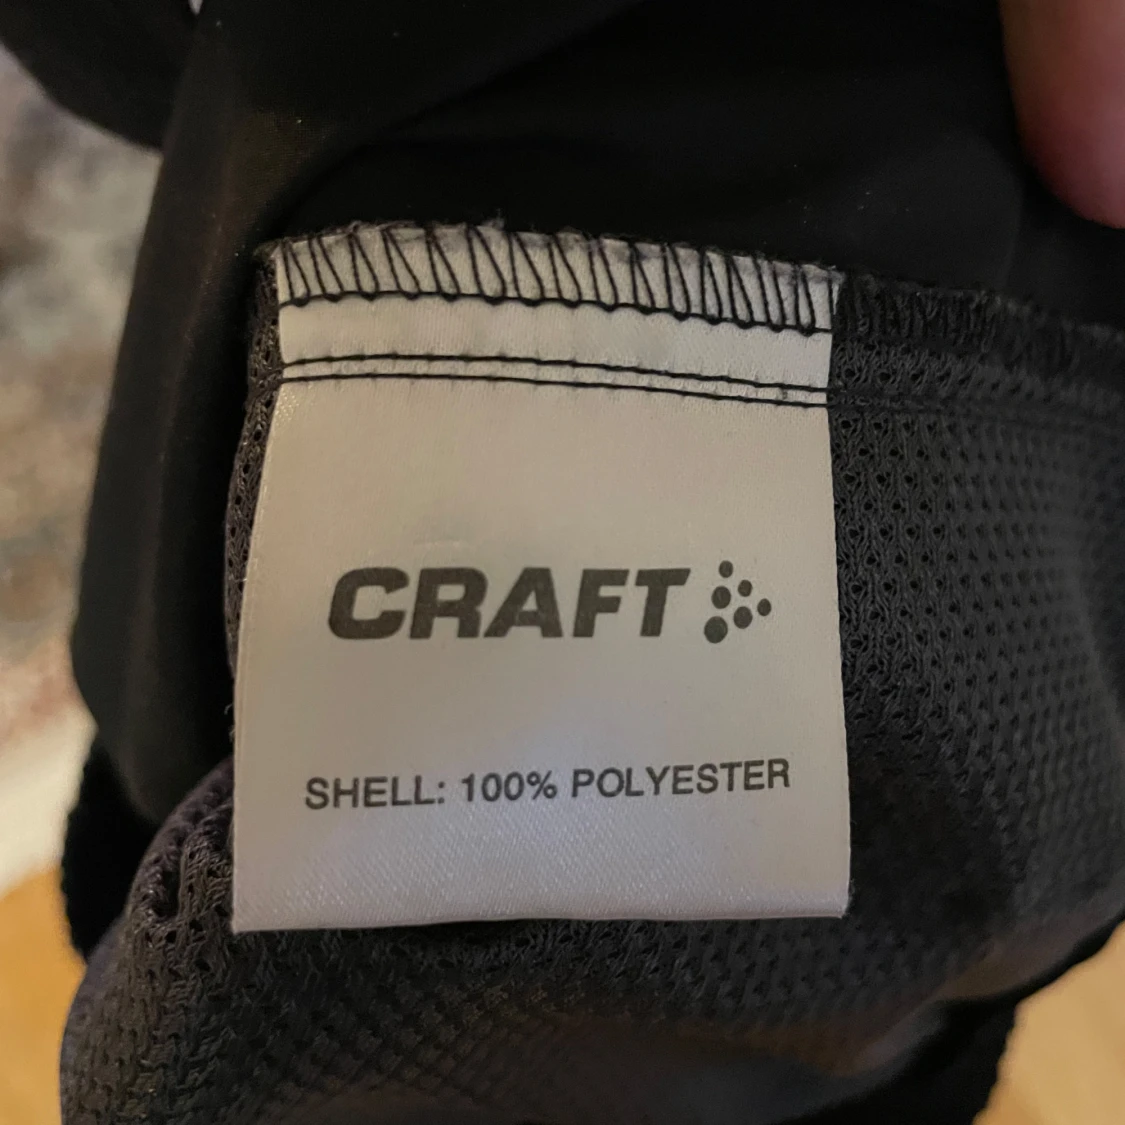 CRAFT
SHELL: 100% POLYESTER